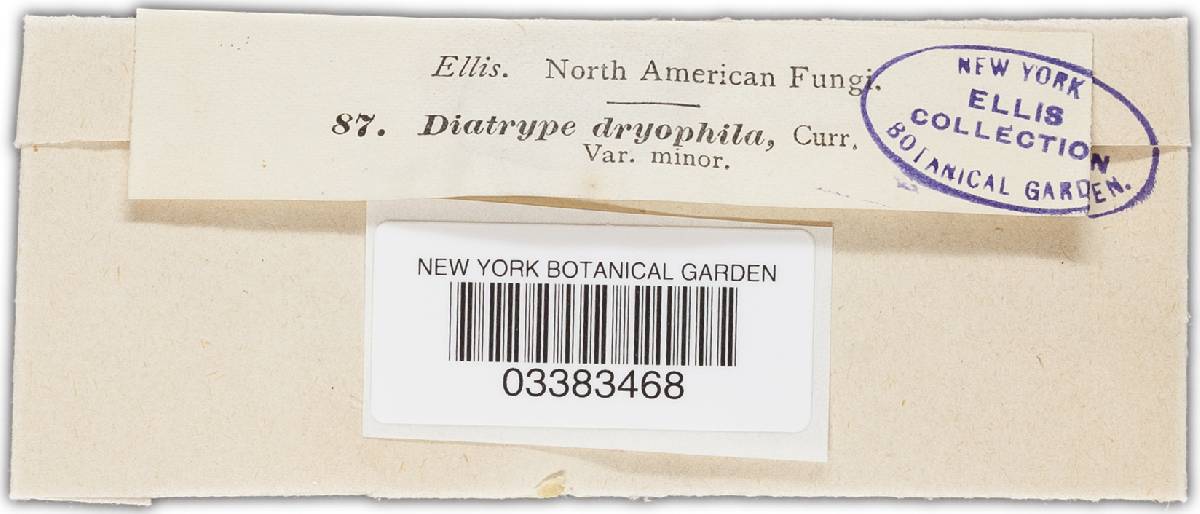 Ellis. North American Fungi.
87. Diatrype dryophila, Curr.
Var. minor.
NEW YORK
ELLIS
COLLECTION
BOTANICAL GARDEN.
NEW YORK BOTANICAL GARDEN
03383468